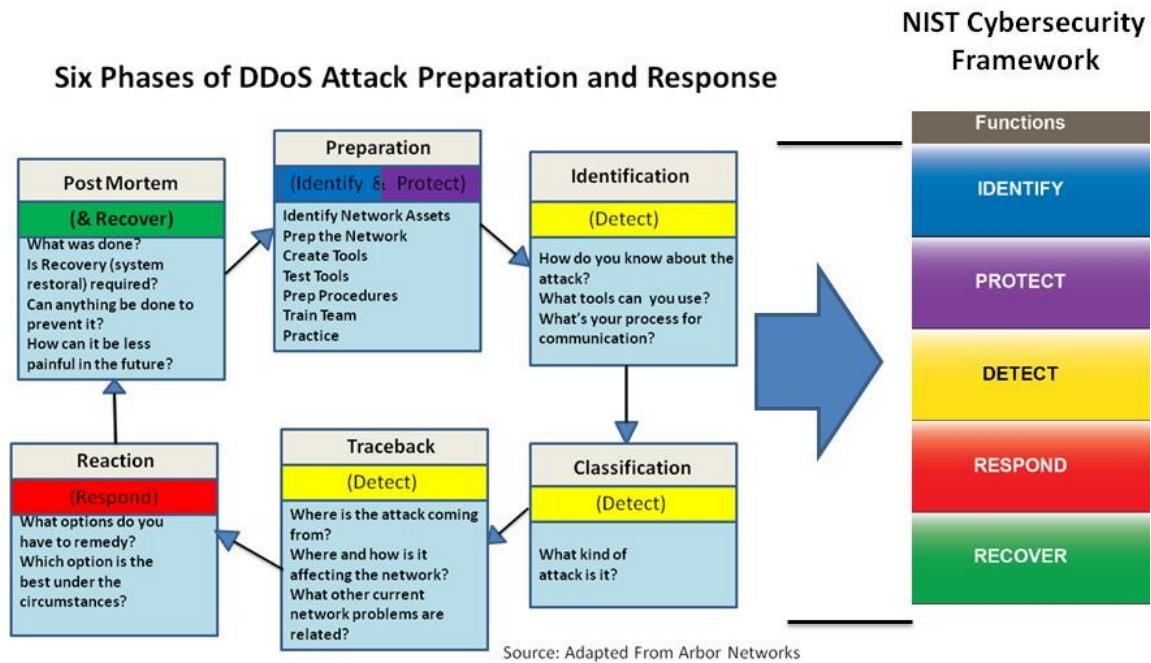 NIST Cybersecurity
Framework
Six Phases of DDoS Attack Preparation and Response
Post Mortem
(& Recover)
What was done?
Is Recovery (system
restoral) required?
Can anything be done to
prevent it?
How can it be less
painful in the future?
Preparation
(Identify & Protect)
Identify Network Assets
Prep the Network
Create Tools
Test Tools
Prep Procedures
Train Team
Practice
Identification
(Detect)
How do you know about the
attack?
What tools can you use?
What's your process for
communication?
Classification
(Detect)
What kind of
attack is it?
Traceback
(Detect)
Where is the attack coming
from?
Where and how is it
affecting the network?
What other current
network problems are
related?
Reaction
(Respond)
What options do you
have to remedy?
Which option is the
best under the
circumstances?
Functions
IDENTIFY
PROTECT
DETECT
RESPOND
RECOVER
Source: Adapted From Arbor Networks